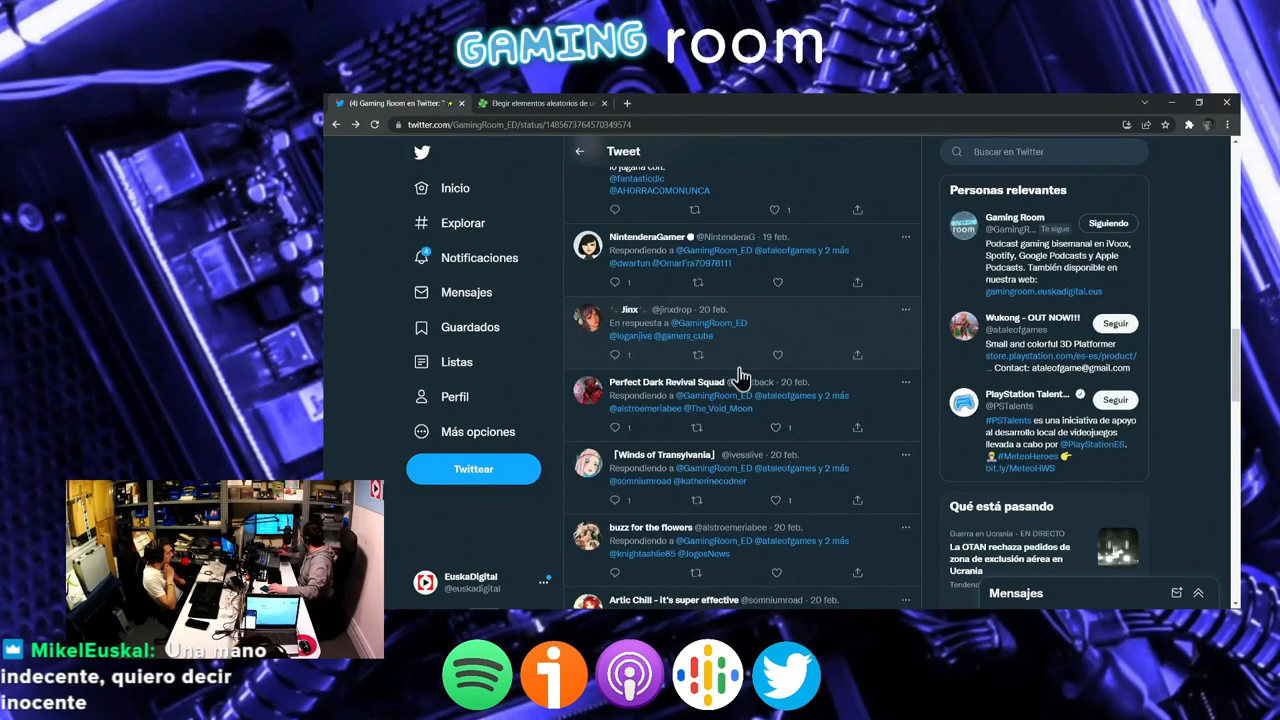 GAMING room
(4) Gaming Room en Twitter: "✨
Elegir elementos aleatorios de u
twitter.com/GamingRoom_ED/status/1485673764570349574
Inicio
Explorar
4
Notificaciones
Mensajes
Guardados
Listas
Perfil
Más opciones
Twittear
EuskaDigital
@euskadigital
Tweet
lo jugaría con.
@fantasticdlc
@AHORRACOMONUNCA
1
NintenderaGamer @NintenderaG · 19 feb.
Respondiendo a @GamingRoom_ED @ataleofgames y 2 más
@dwarfun @OmarFra70978111
1
Jinx @jinxdrop · 20 feb.
En respuesta a @GamingRoom_ED
@loganjive @gamers_cuba
1
Perfect Dark Revival Squad back · 20 feb.
Respondiendo a @GamingRoom_ED @ataleofgames y 2 más
@alstroemeriabee @The_Void_Moon
1 1
「Winds of Transylvania」 @ivesalive · 20 feb.
Respondiendo a @GamingRoom_ED @ataleofgames y 2 más
@somniumroad @katherinecodner
1 1
buzz for the flowers @alstroemeriabee · 20 feb.
Respondiendo a @GamingRoom_ED @ataleofgames y 2 más
@knightashlie85 @JogosNews
Artic Chill - it's super effective @somniumroad · 20 feb.
Buscar en Twitter
Personas relevantes
Gaming Room
@GamingR... Te sigue
Siguiendo
Podcast gaming bisemanal en iVoox,
Spotify, Google Podcasts y Apple
Podcasts. También disponible en
nuestra web:
gamingroom.euskadigital.eus
Wukong - OUT NOW!!!
@ataleofgames
Seguir
Small and colorful 3D Platformer
store.playstation.com/es-es/product/
... Contact: ataleofgame@gmail.com
PlayStation Talent...
@PSTalents
Seguir
#PSTalents es una iniciativa de apoyo
al desarrollo local de videojuegos
llevada a cabo por @PlayStationES.
#MeteoHeroes
bit.ly/MeteoHWS
Qué está pasando
Guerra en Ucrania · EN DIRECTO
La OTAN rechaza pedidos de
zona de exclusión aérea en
Ucrania
Tendenc
Mensajes
MikelEuskal: Una mano
indecente, quiero decir
inocente